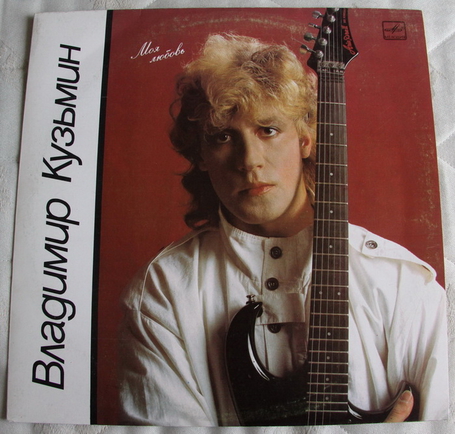 Владимир Кузьмин
Моя
любовь